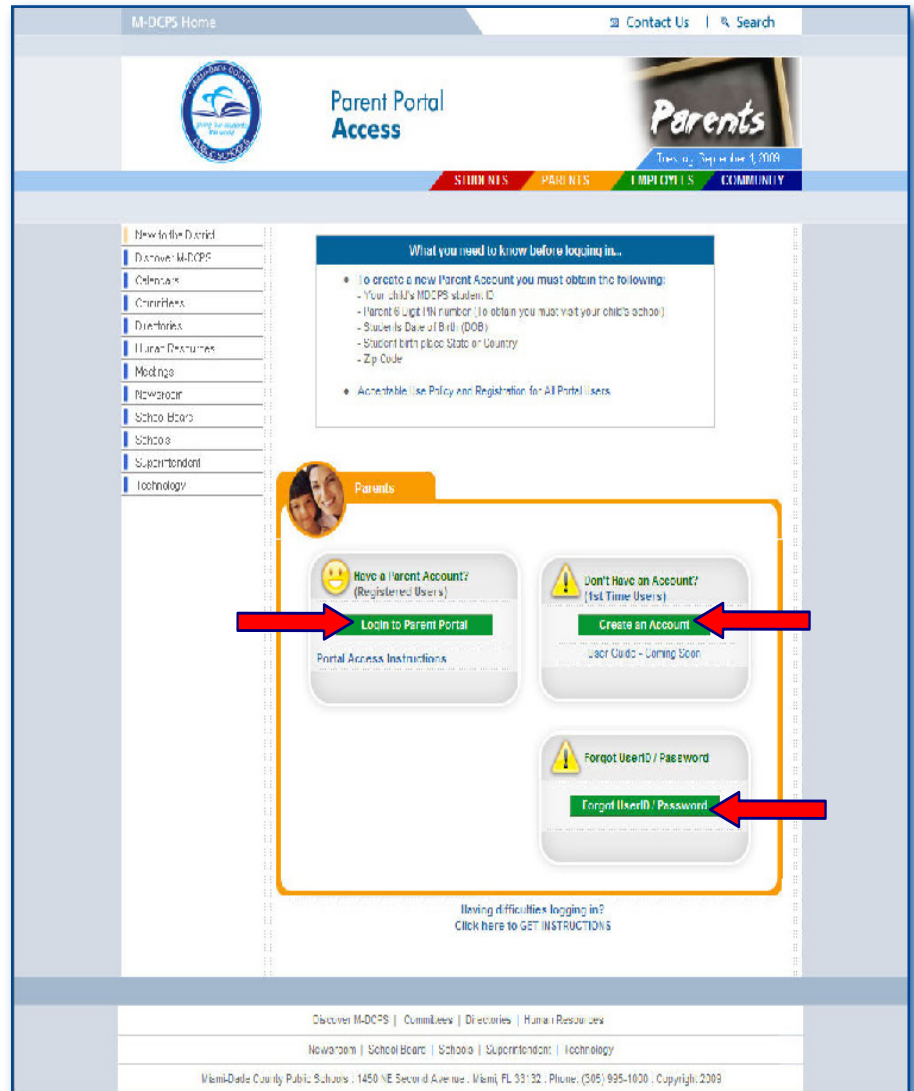 M-DCPS Home
Contact Us | Search
Parent Portal
Access
Parents
2009
STUDENTS PARENTS EMPLOYEES COMMUNITY
New to the District
Discover M-DCPS
Calendars
Committees
Directories
Human Resources
Meetings
Newsroom
School Board
Schools
Superintendent
Technology
What you need to know before logging in...
To create a new Parent Account you must obtain the following:
- Your child's MDCPS student ID
- Parent 6 Digit PIN number (To obtain you must visit your child's school)
- Students Date of Birth (DOB)
- Student birth place State or Country
- Zip Code
Acceptable Use Policy and Registration for All Portal Users
Parents
Have a Parent Account?
(Registered Users)
Login to Parent Portal
Portal Access Instructions
Don't Have an Account?
(1st Time Users)
Create an Account
User Guide - Coming Soon
Forgot UserID / Password
Forgot UserID / Password
Having difficulties logging in?
Click here to GET INSTRUCTIONS
Discover M-DCPS | Committees | Directories | Human Resources
Newsroom | School Board | Schools | Superintendent | Technology
Miami-Dade County Public Schools . 1450 NE Second Avenue . Miami, FL 33132 . Phone: (305) 995-1000 . Copyright 2009